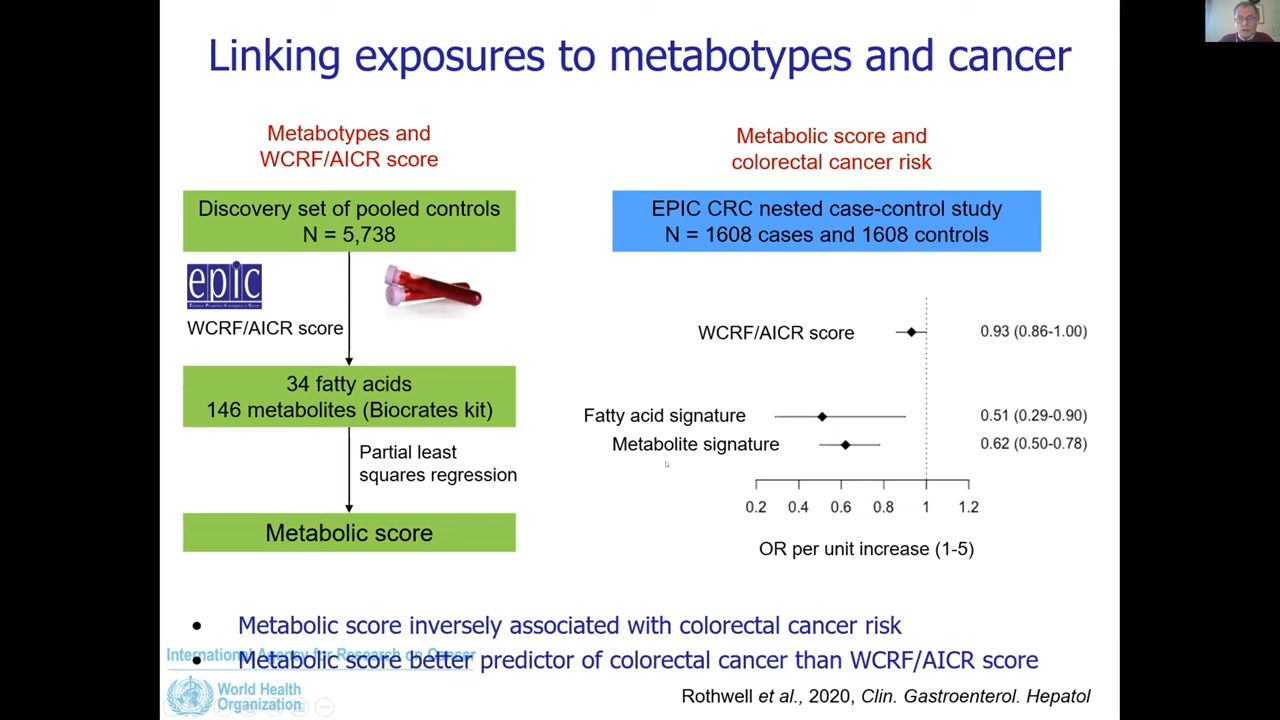 Linking exposures to metabotypes and cancer
Metabotypes and
WCRF/AICR score
Discovery set of pooled controls
N = 5,738
epic
WCRF/AICR score
34 fatty acids
146 metabolites (Biocrates kit)
Partial least
squares regression
Metabolic score
Metabolic score and
colorectal cancer risk
EPIC CRC nested case-control study
N = 1608 cases and 1608 controls
WCRF/AICR score 0.93 (0.86-1.00)
Fatty acid signature 0.51 (0.29-0.90)
Metabolite signature 0.62 (0.50-0.78)
0.2 0.4 0.6 0.8 1 1.2
OR per unit increase (1-5)
• Metabolic score inversely associated with colorectal cancer risk
• Metabolic score better predictor of colorectal cancer than WCRF/AICR score
International Agency for Research on Cancer
World Health
Organization
Rothwell et al., 2020, Clin. Gastroenterol. Hepatol